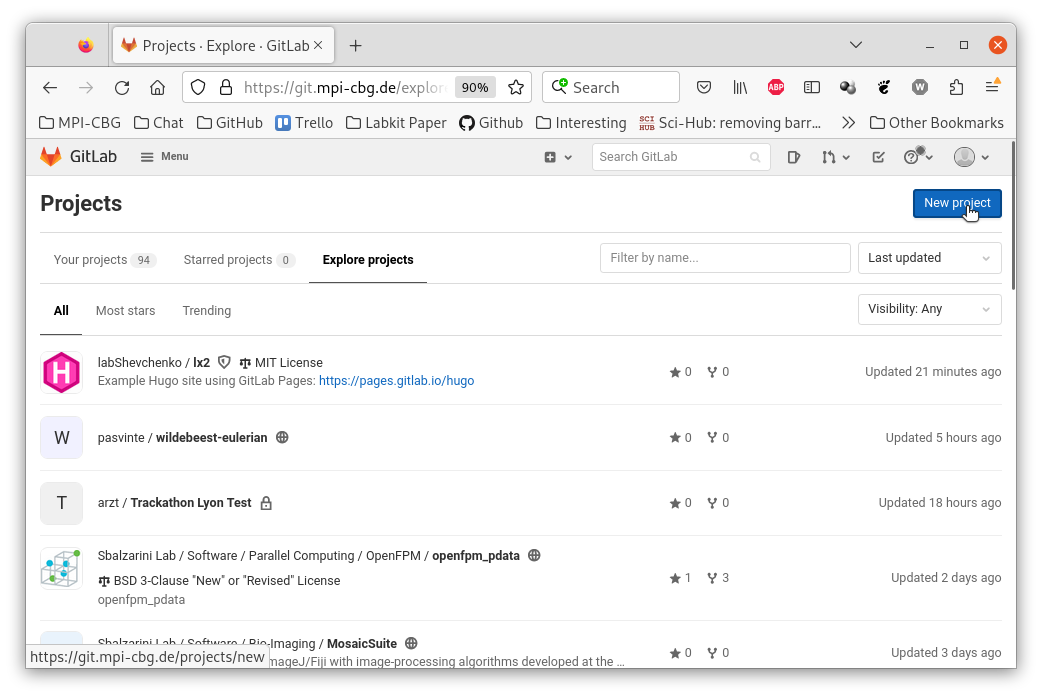 Projects · Explore · GitLab
https://git.mpi-cbg.de/explor
90%
Search
ABP
W
MPI-CBG
Chat
GitHub
Trello
Labkit Paper
Github
Interesting
SCI HUB
Sci-Hub: removing barr...
Other Bookmarks
GitLab
Menu
Search GitLab
Projects
New project
Your projects 94
Starred projects 0
Explore projects
Filter by name...
Last updated
All
Most stars
Trending
Visibility: Any
H
labShevchenko / lx2 MIT License
Example Hugo site using GitLab Pages: https://pages.gitlab.io/hugo
0 0
Updated 21 minutes ago
W
pasvinte / wildebeest-eulerian
0 0
Updated 5 hours ago
T
arzt / Trackathon Lyon Test
0 0
Updated 18 hours ago
Sbalzarini Lab / Software / Parallel Computing / OpenFPM / openfpm_pdata
BSD 3-Clause "New" or "Revised" License
openfpm_pdata
1 3
Updated 2 days ago
Sbalzarini Lab / Software / Bio-Imaging / MosaicSuite
mageJ/Fiji with image-processing algorithms developed at the ...
0 0
Updated 3 days ago
https://git.mpi-cbg.de/projects/new